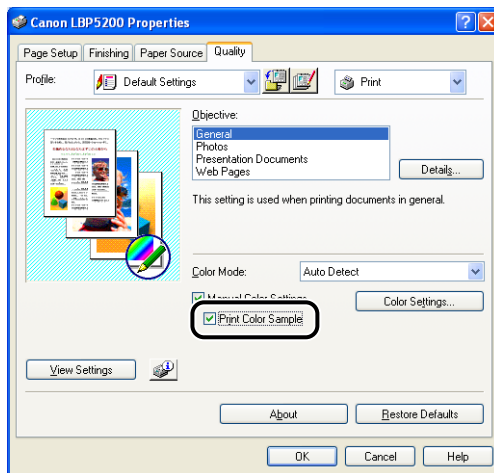 Canon LBP5200 Properties
Page Setup Finishing Paper Source Quality
Profile: Default Settings Print
Objective:
General
Photos
Presentation Documents
Web Pages
Details...
This setting is used when printing documents in general.
Color Mode: Auto Detect
Manual Color Settings Color Settings...
Print Color Sample
View Settings
About Restore Defaults
OK Cancel Help